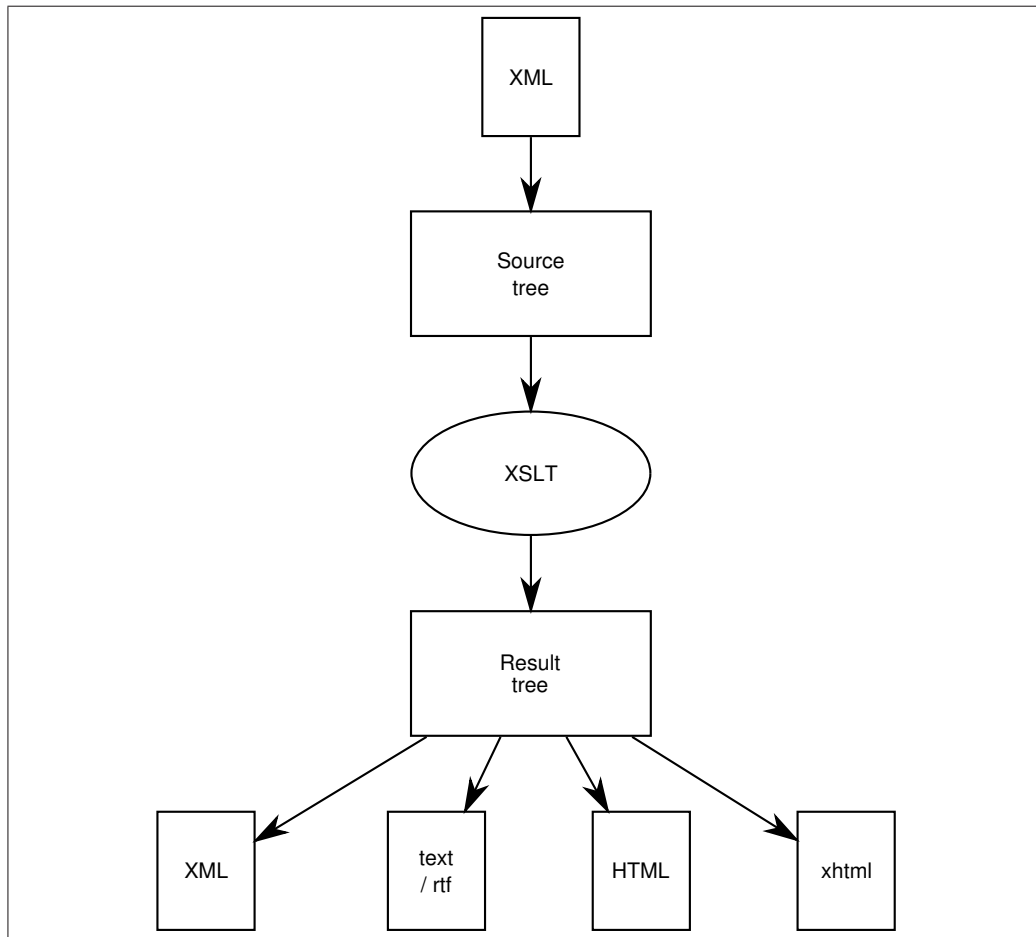 XML
Source
tree
XSLT
Result
tree
XML
text
/ rtf
HTML
xhtml